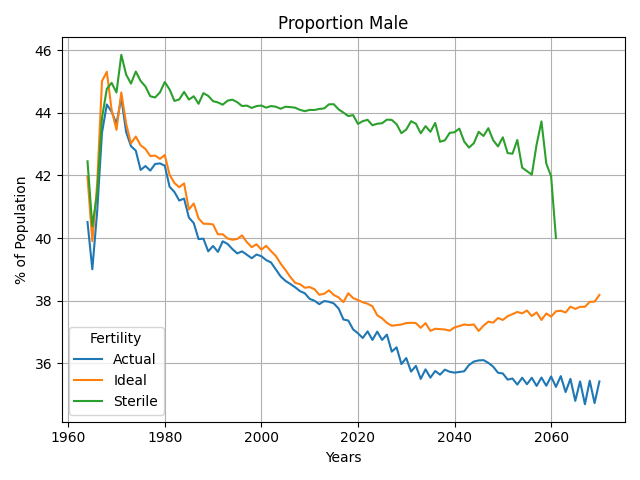 Proportion Male
% of Population
46
44
42
40
38
36
Fertility
Actual
Ideal
Sterile
1960
1980
2000
2020
2040
2060
Years